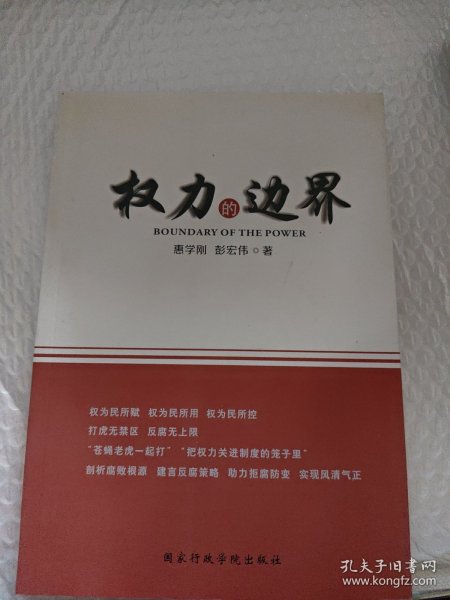 权力的边界
BOUNDARY OF THE POWER
惠学刚 彭宏伟 ◎ 著
权为民所赋 权为民所用 权为民所控
打虎无禁区 反腐无上限
“苍蝇老虎一起打” “把权力关进制度的笼子里”
剖析腐败根源 建言反腐策略 助力拒腐防变 实现风清气正
国家行政学院出版社
孔夫子旧书网
www.kongfz.com